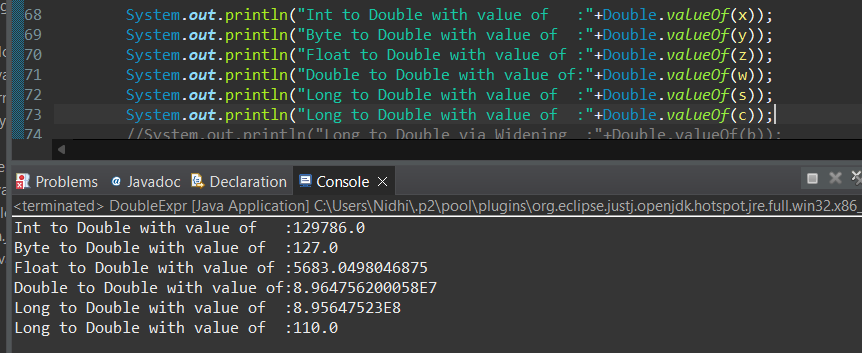 68 System.out.println("Int to Double with value of   :"+Double.valueOf(x));
69 System.out.println("Byte to Double with value of  :"+Double.valueOf(y));
70 System.out.println("Float to Double with value of :"+Double.valueOf(z));
71 System.out.println("Double to Double with value of:"+Double.valueOf(w));
72 System.out.println("Long to Double with value of  :"+Double.valueOf(s));
73 System.out.println("Long to Double with value of  :"+Double.valueOf(c));
74 //System.out.println("Long to Double via Widening  :"+Double.valueOf(b));
Problems @ Javadoc Declaration Console
<terminated> DoubleExpr [Java Application] C:\Users\Nidhi\.p2\pool\plugins\org.eclipse.justj.openjdk.hotspot.jre.full.win32.x86_
Int to Double with value of   :129786.0
Byte to Double with value of  :127.0
Float to Double with value of :5683.0498046875
Double to Double with value of:8.964756200058E7
Long to Double with value of  :8.95647523E8
Long to Double with value of  :110.0